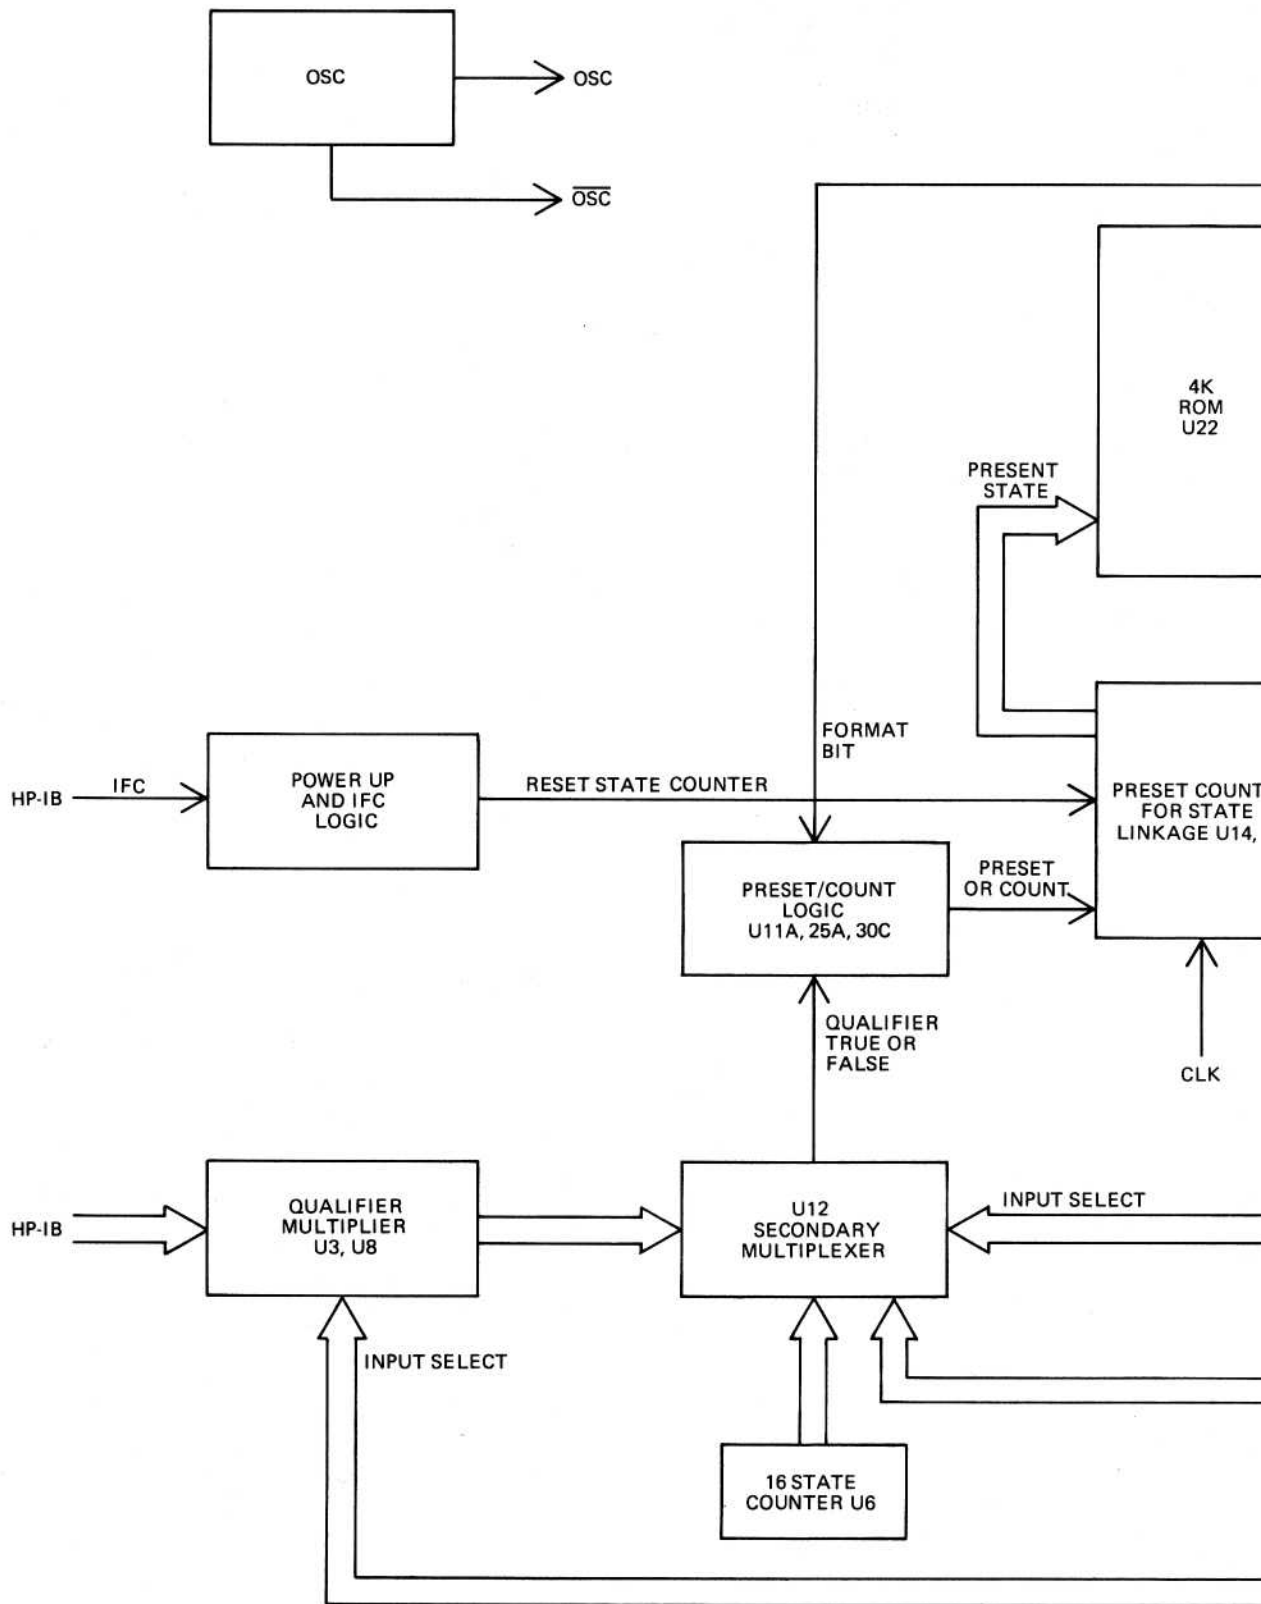 OSC
OSC
OSC
4K
ROM
U22
PRESENT
STATE
FORMAT
BIT
HP-IB
IFC
POWER UP
AND IFC
LOGIC
RESET STATE COUNTER
PRESET COUNT
FOR STATE
LINKAGE U14,
PRESET/COUNT
LOGIC
U11A, 25A, 30C
PRESET
OR COUNT
QUALIFIER
TRUE OR
FALSE
CLK
HP-IB
QUALIFIER
MULTIPLIER
U3, U8
U12
SECONDARY
MULTIPLEXER
INPUT SELECT
INPUT SELECT
16 STATE
COUNTER U6